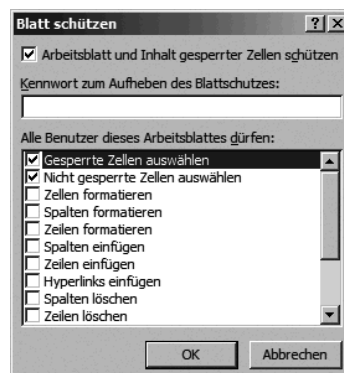 Blatt schützen
Arbeitsblatt und Inhalt gesperrter Zellen schützen
Kennwort zum Aufheben des Blattschutzes:
Alle Benutzer dieses Arbeitsblattes dürfen:
Gesperrte Zellen auswählen
Nicht gesperrte Zellen auswählen
Zellen formatieren
Spalten formatieren
Zeilen formatieren
Spalten einfügen
Zeilen einfügen
Hyperlinks einfügen
Spalten löschen
Zeilen löschen
OK Abbrechen